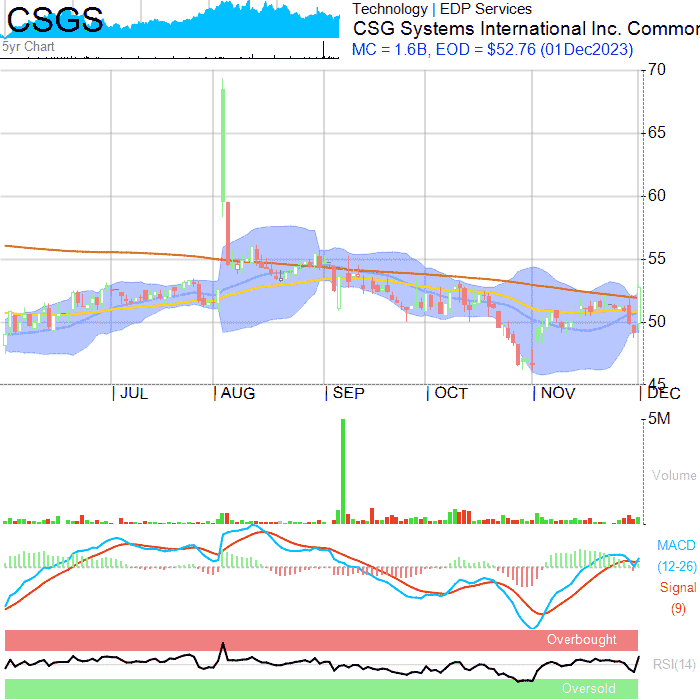 CSGS
5yr Chart
Technology | EDP Services
CSG Systems International Inc. Common
MC = 1.6B, EOD = $52.76 (01Dec2023)
70
65
60
55
50
45
JUL AUG SEP OCT NOV DEC
5M
Volume
MACD
(12-26)
Signal
(9)
Overbought
RSI(14)
Oversold